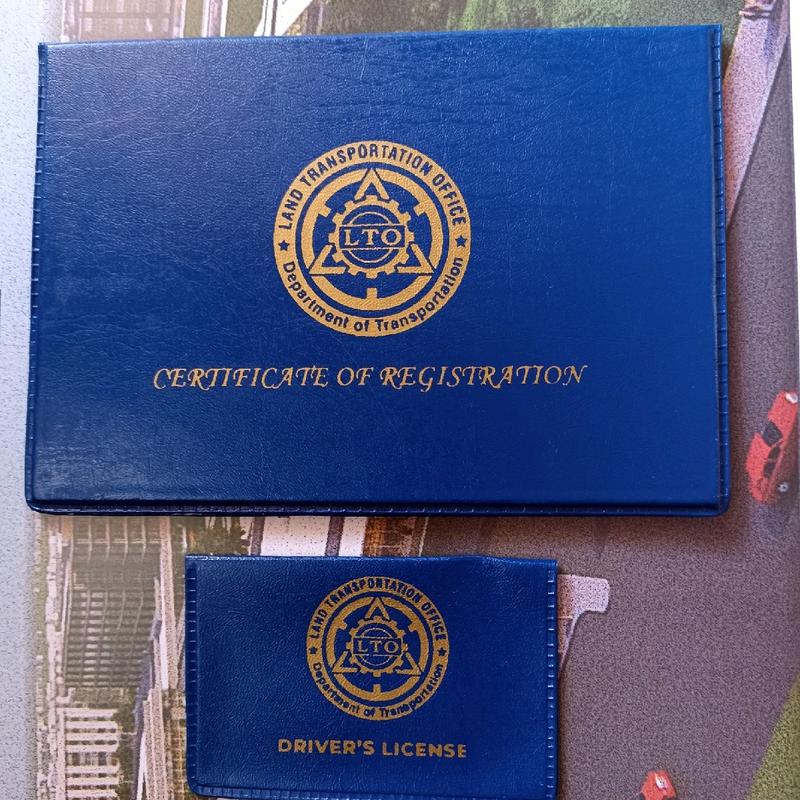 LAND TRANSPORTATION OFFICE
LTO
Department of Transportation
CERTIFICATE OF REGISTRATION
LAND TRANSPORTATION OFFICE
LTO
Department of Transportation
DRIVER'S LICENSE